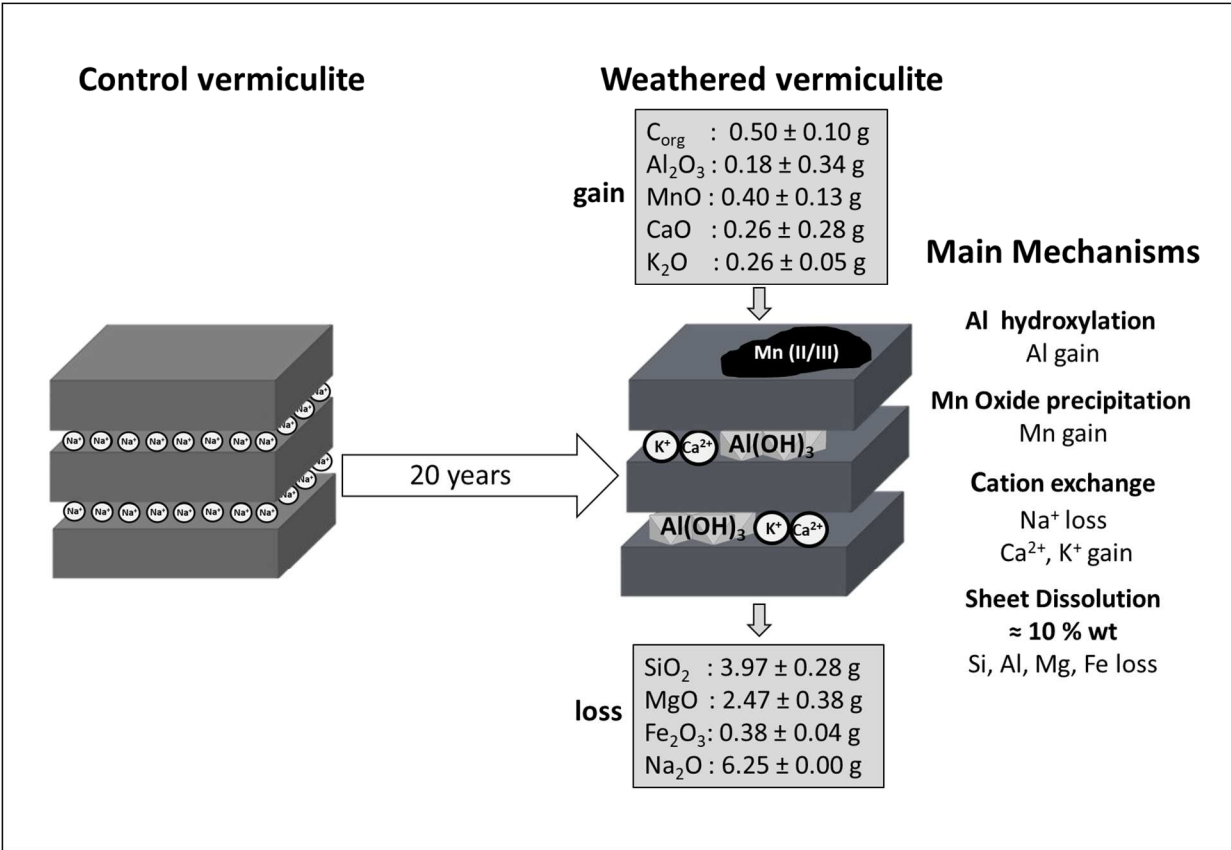 Control vermiculite
Weathered vermiculite
gain
C_org : 0.50 ± 0.10 g
Al₂O₃ : 0.18 ± 0.34 g
MnO : 0.40 ± 0.13 g
CaO : 0.26 ± 0.28 g
K₂O : 0.26 ± 0.05 g
Na⁺ Na⁺ Na⁺
Na⁺ Na⁺ Na⁺ Na⁺ Na⁺ Na⁺ Na⁺ Na⁺
Na⁺ Na⁺ Na⁺
Na⁺ Na⁺ Na⁺ Na⁺ Na⁺ Na⁺ Na⁺ Na⁺
20 years
Mn (II/III)
K⁺ Ca²⁺ Al(OH)₃
Al(OH)₃ K⁺ Ca²⁺
loss
SiO₂ : 3.97 ± 0.28 g
MgO : 2.47 ± 0.38 g
Fe₂O₃: 0.38 ± 0.04 g
Na₂O : 6.25 ± 0.00 g
Main Mechanisms
Al hydroxylation
Al gain
Mn Oxide precipitation
Mn gain
Cation exchange
Na⁺ loss
Ca²⁺, K⁺ gain
Sheet Dissolution
≈ 10 % wt
Si, Al, Mg, Fe loss